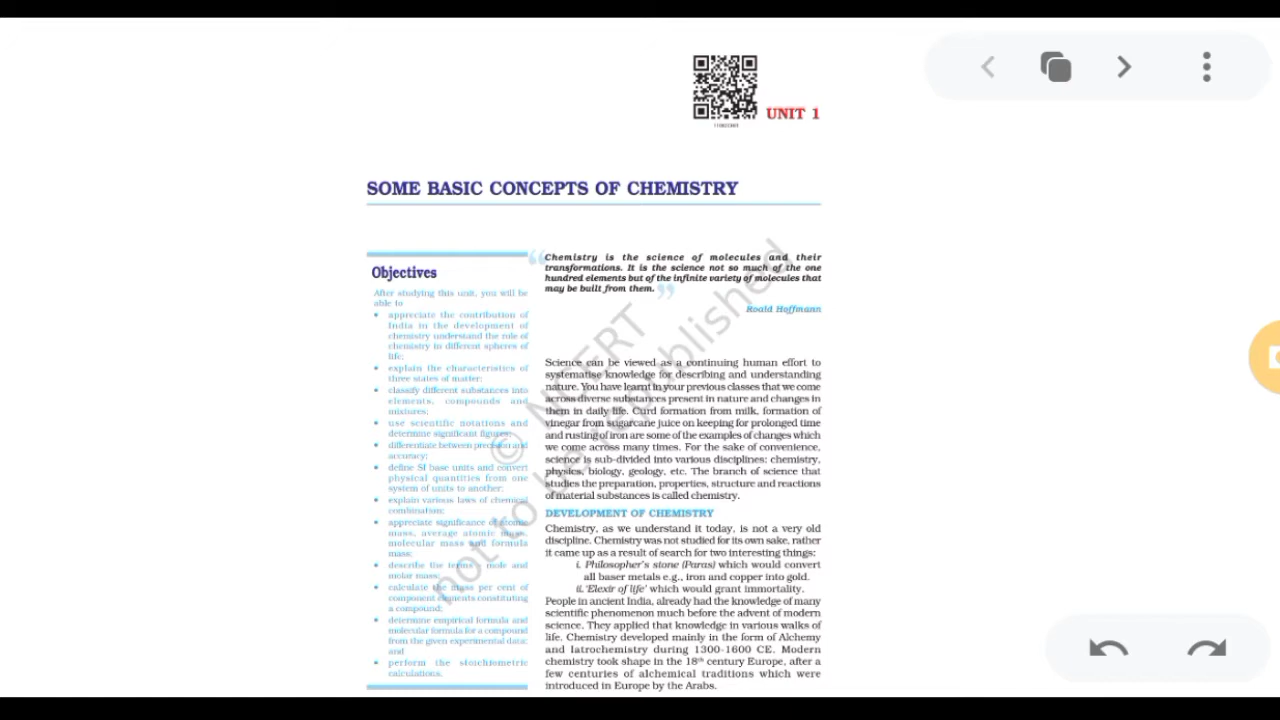 UNIT 1
SOME BASIC CONCEPTS OF CHEMISTRY
Objectives
After studying this unit, you will be
able to
• appreciate the contribution of
India in the development of
chemistry understand the role of
chemistry in different spheres of
life;
• explain the characteristics of
three states of matter;
• classify different substances into
elements, compounds and
mixtures;
• use scientific notations and
determine significant figures;
• differentiate between precision and
accuracy;
• define SI base units and convert
physical quantities from one
system of units to another;
• explain various laws of chemical
combination;
• appreciate significance of atomic
mass, average atomic mass,
molecular mass and formula
mass;
• describe the terms – mole and
molar mass;
• calculate the mass per cent of
component elements constituting
a compound;
• determine empirical formula and
molecular formula for a compound
from the given experimental data;
and
• perform the stoichiometric
calculations.
“Chemistry is the science of molecules and their
transformations. It is the science not so much of the one
hundred elements but of the infinite variety of molecules that
may be built from them.”
Roald Hoffmann
Science can be viewed as a continuing human effort to
systematise knowledge for describing and understanding
nature. You have learnt in your previous classes that we come
across diverse substances present in nature and changes in
them in daily life. Curd formation from milk, formation of
vinegar from sugarcane juice on keeping for prolonged time
and rusting of iron are some of the examples of changes which
we come across many times. For the sake of convenience,
science is sub-divided into various disciplines: chemistry,
physics, biology, geology, etc. The branch of science that
studies the preparation, properties, structure and reactions
of material substances is called chemistry.
DEVELOPMENT OF CHEMISTRY
Chemistry, as we understand it today, is not a very old
discipline. Chemistry was not studied for its own sake, rather
it came up as a result of search for two interesting things:
i. Philosopher's stone (Paras) which would convert
all baser metals e.g., iron and copper into gold.
ii. 'Elexir of life' which would grant immortality.
People in ancient India, already had the knowledge of many
scientific phenomenon much before the advent of modern
science. They applied that knowledge in various walks of
life. Chemistry developed mainly in the form of Alchemy
and Iatrochemistry during 1300-1600 CE. Modern
chemistry took shape in the 18th century Europe, after a
few centuries of alchemical traditions which were
introduced in Europe by the Arabs.
© NCERT
not to be republished